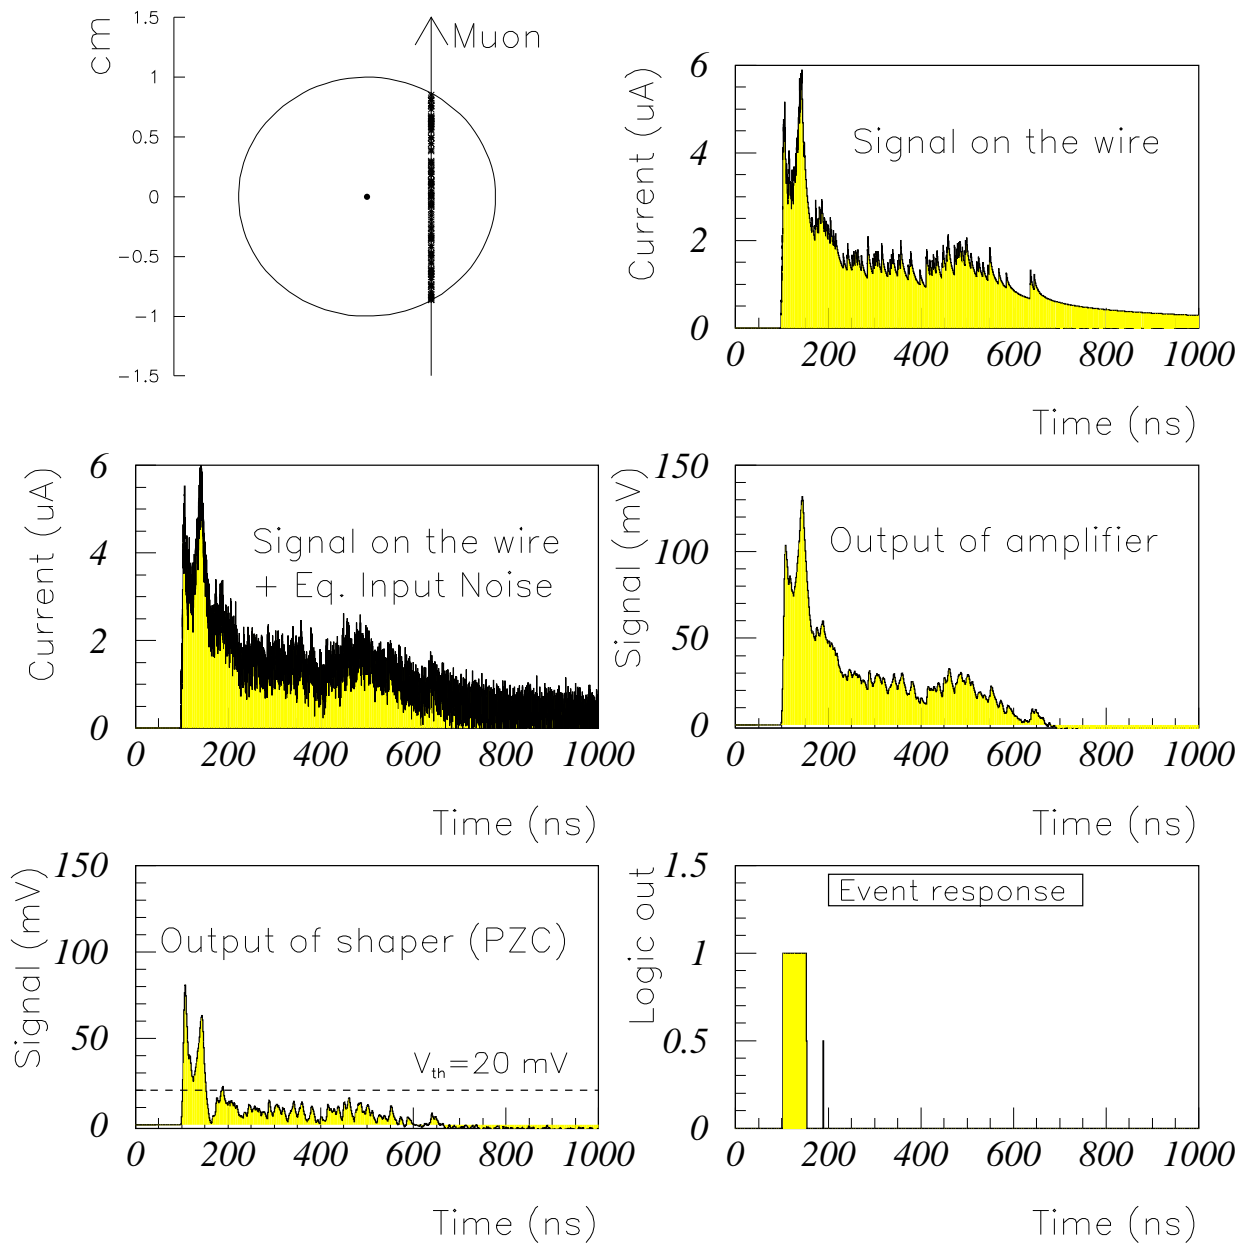 cm
1.5
1
0.5
0
−0.5
−1
−1.5
Muon
Current (uA)
6
4
2
0
Signal on the wire
0 200 400 600 800 1000
Time (ns)
Current (uA)
6
4
2
0
Signal on the wire
+ Eq. Input Noise
0 200 400 600 800 1000
Time (ns)
Signal (mV)
150
100
50
0
Output of amplifier
0 200 400 600 800 1000
Time (ns)
Signal (mV)
150
100
50
0
Output of shaper (PZC)
Vth=20 mV
0 200 400 600 800 1000
Time (ns)
Logic out
1.5
1
0.5
0
Event response
0 200 400 600 800 1000
Time (ns)